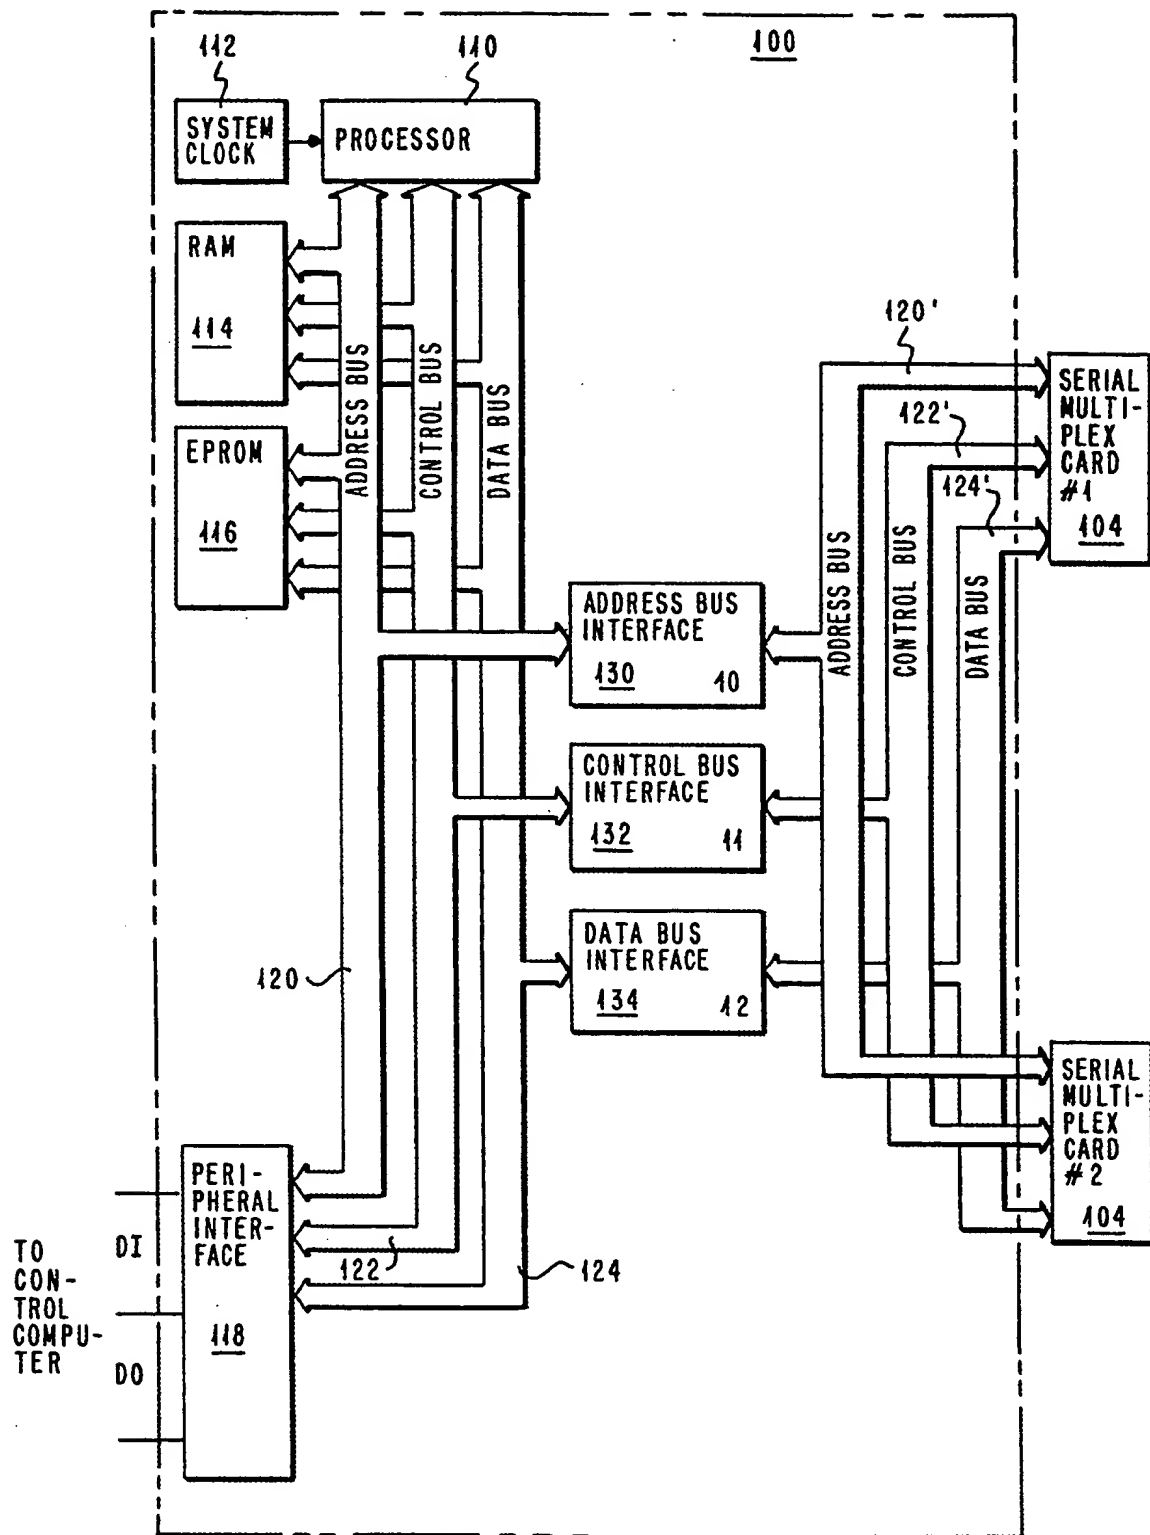 112
110
100
SYSTEM
CLOCK
PROCESSOR
RAM
114
EPROM
116
ADDRESS BUS
CONTROL BUS
DATA BUS
120'
122'
124'
SERIAL
MULTI-
PLEX
CARD
#1
104
ADDRESS BUS
CONTROL BUS
DATA BUS
ADDRESS BUS
INTERFACE
130
10
CONTROL BUS
INTERFACE
132
11
DATA BUS
INTERFACE
134
12
120
SERIAL
MULTI-
PLEX
CARD
#2
104
PERI-
PHERAL
INTER-
FACE
118
122
124
TO
CON-
TROL
COMPU-
TER
DI
DO